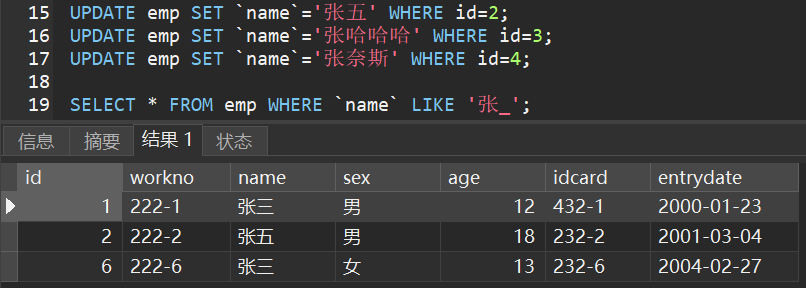 15 UPDATE emp SET `name`='张五' WHERE id=2;
16 UPDATE emp SET `name`='张哈哈哈' WHERE id=3;
17 UPDATE emp SET `name`='张奈斯' WHERE id=4;
18
19 SELECT * FROM emp WHERE `name` LIKE '张_';
信息 摘要 结果 1 状态
id workno name sex age idcard entrydate
1 222-1 张三 男 12 432-1 2000-01-23
2 222-2 张五 男 18 232-2 2001-03-04
6 222-6 张三 女 13 232-6 2004-02-27